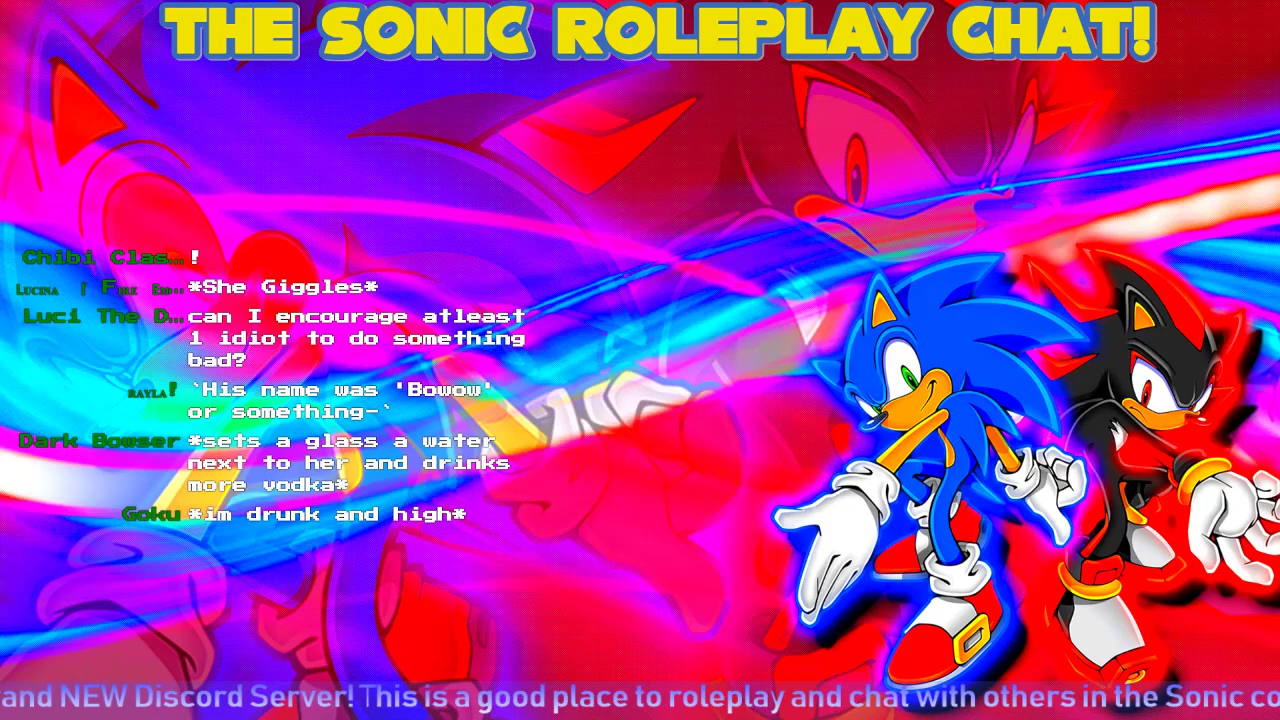 THE SONIC ROLEPLAY CHAT!
Chibi Clas... !
Lucina | Fire Em... *She Giggles*
Luci The D... can I encourage atleast
1 idiot to do something
bad?
RAYLA! `His name was 'Bowow'
or something-`
Dark Bowser *sets a glass a water
next to her and drinks
more vodka*
Goku *im drunk and high*
and NEW Discord Server! This is a good place to roleplay and chat with others in the Sonic co